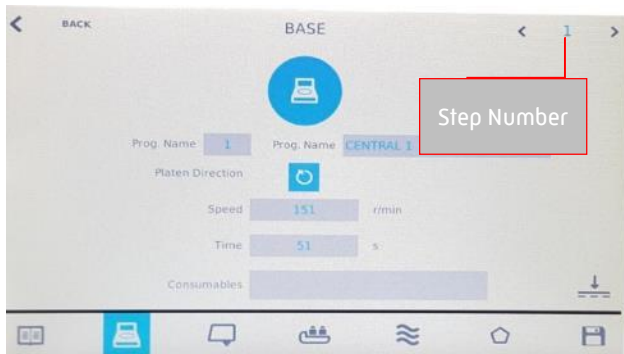 BACK BASE < 1 >
Step Number
Prog. Name 1 Prog. Name CENTRAL 1
Platen Direction
Speed 151 r/min
Time 51 s
Consumables